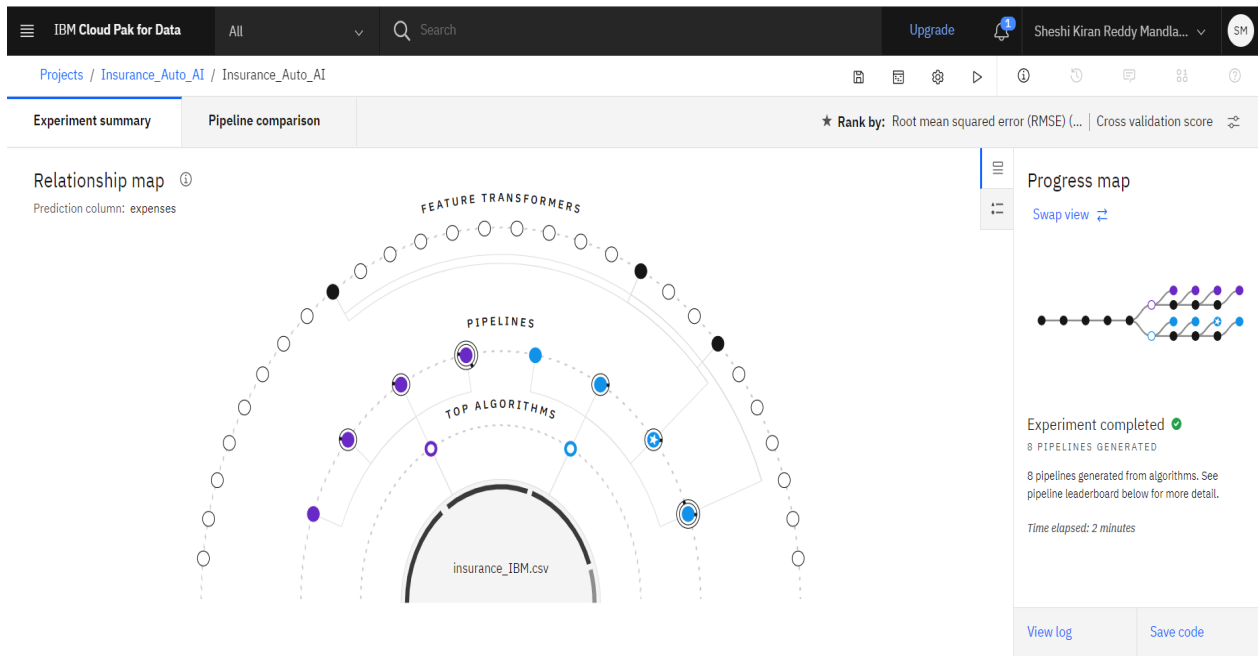 IBM Cloud Pak for Data
All
Search
Upgrade
1
Sheshi Kiran Reddy Mandla...
SM
Projects / Insurance_Auto_AI / Insurance_Auto_AI
Experiment summary
Pipeline comparison
Rank by: Root mean squared error (RMSE) (... | Cross validation score
Relationship map
Prediction column: expenses
FEATURE TRANSFORMERS
PIPELINES
TOP ALGORITHMS
insurance_IBM.csv
Progress map
Swap view
Experiment completed
8 PIPELINES GENERATED
8 pipelines generated from algorithms. See
pipeline leaderboard below for more detail.
Time elapsed: 2 minutes
View log
Save code